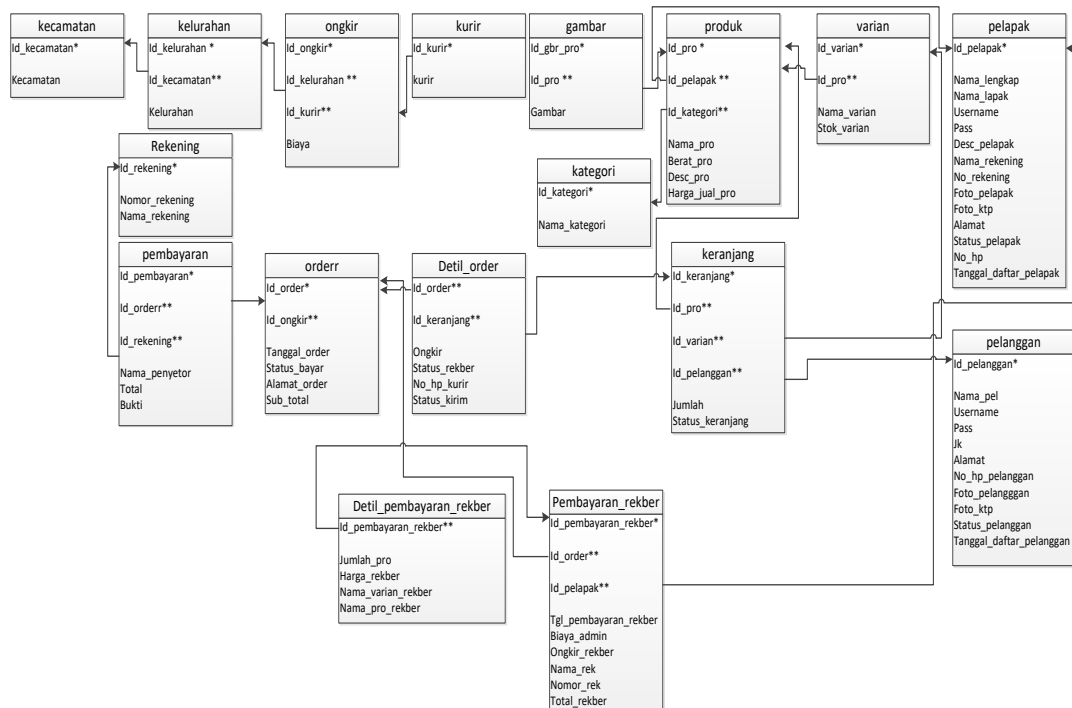 kecamatan
Id_kecamatan*
Kecamatan
kelurahan
Id_kelurahan *
Id_kecamatan**
Kelurahan
ongkir
Id_ongkir*
Id_kelurahan **
Id_kurir**
Biaya
kurir
Id_kurir*
kurir
gambar
Id_gbr_pro*
Id_pro **
Gambar
produk
Id_pro *
Id_pelapak **
Id_kategori**
Nama_pro
Berat_pro
Desc_pro
Harga_jual_pro
varian
Id_varian*
Id_pro**
Nama_varian
Stok_varian
pelapak
Id_pelapak*
Nama_lengkap
Nama_lapak
Username
Pass
Desc_pelapak
Nama_rekening
No_rekening
Foto_pelapak
Foto_ktp
Alamat
Status_pelapak
No_hp
Tanggal_daftar_pelapak
Rekening
Id_rekening*
Nomor_rekening
Nama_rekening
kategori
Id_kategori*
Nama_kategori
pembayaran
Id_pembayaran*
Id_orderr**
Id_rekening**
Nama_penyetor
Total
Bukti
orderr
Id_order*
Id_ongkir**
Tanggal_order
Status_bayar
Alamat_order
Sub_total
Detil_order
Id_order**
Id_keranjang**
Ongkir
Status_rekber
No_hp_kurir
Status_kirim
keranjang
Id_keranjang*
Id_pro**
Id_varian**
Id_pelanggan**
Jumlah
Status_keranjang
pelanggan
Id_pelanggan*
Nama_pel
Username
Pass
Jk
Alamat
No_hp_pelanggan
Foto_pelangggan
Foto_ktp
Status_pelanggan
Tanggal_daftar_pelanggan
Detil_pembayaran_rekber
Id_pembayaran_rekber**
Jumlah_pro
Harga_rekber
Nama_varian_rekber
Nama_pro_rekber
Pembayaran_rekber
Id_pembayaran_rekber*
Id_order**
Id_pelapak**
Tgl_pembayaran_rekber
Biaya_admin
Ongkir_rekber
Nama_rek
Nomor_rek
Total_rekber